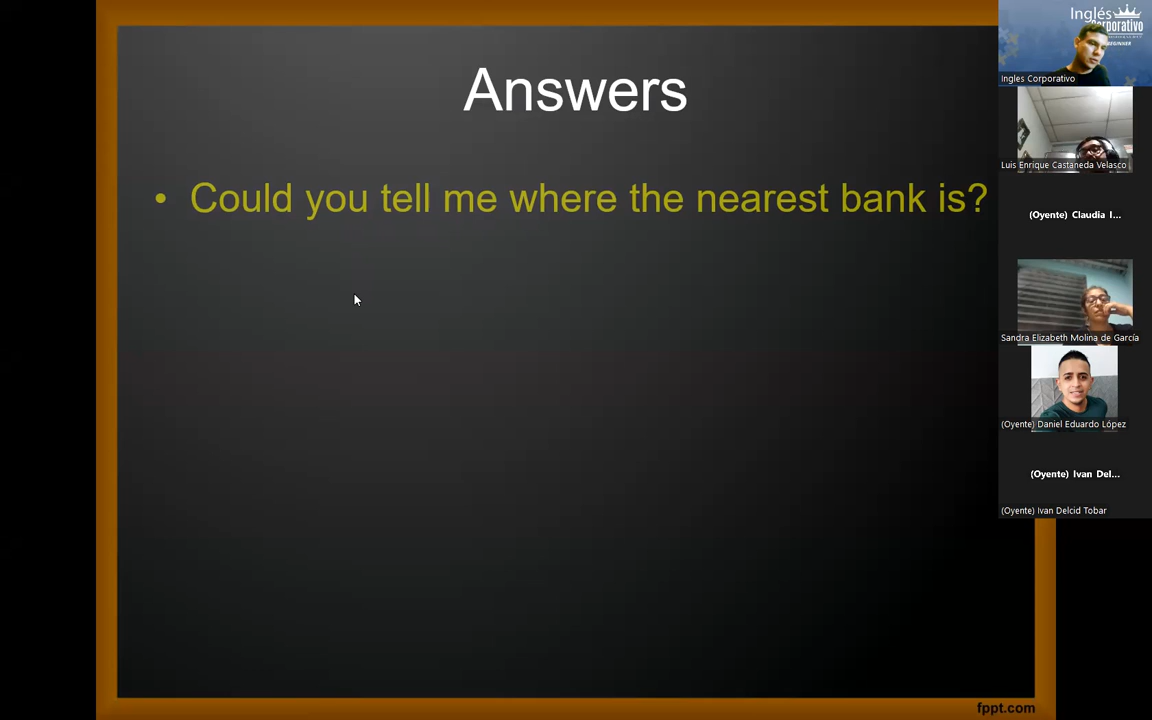 Answers
• Could you tell me where the nearest bank is?
fppt.com
Inglés
Corporativo
BEGINNER
Ingles Corporativo
Luis Enrique Castaneda Velasco
(Oyente) Claudia I...
Sandra Elizabeth Molina de García
(Oyente) Daniel Eduardo López
(Oyente) Ivan Del...
(Oyente) Ivan Delcid Tobar